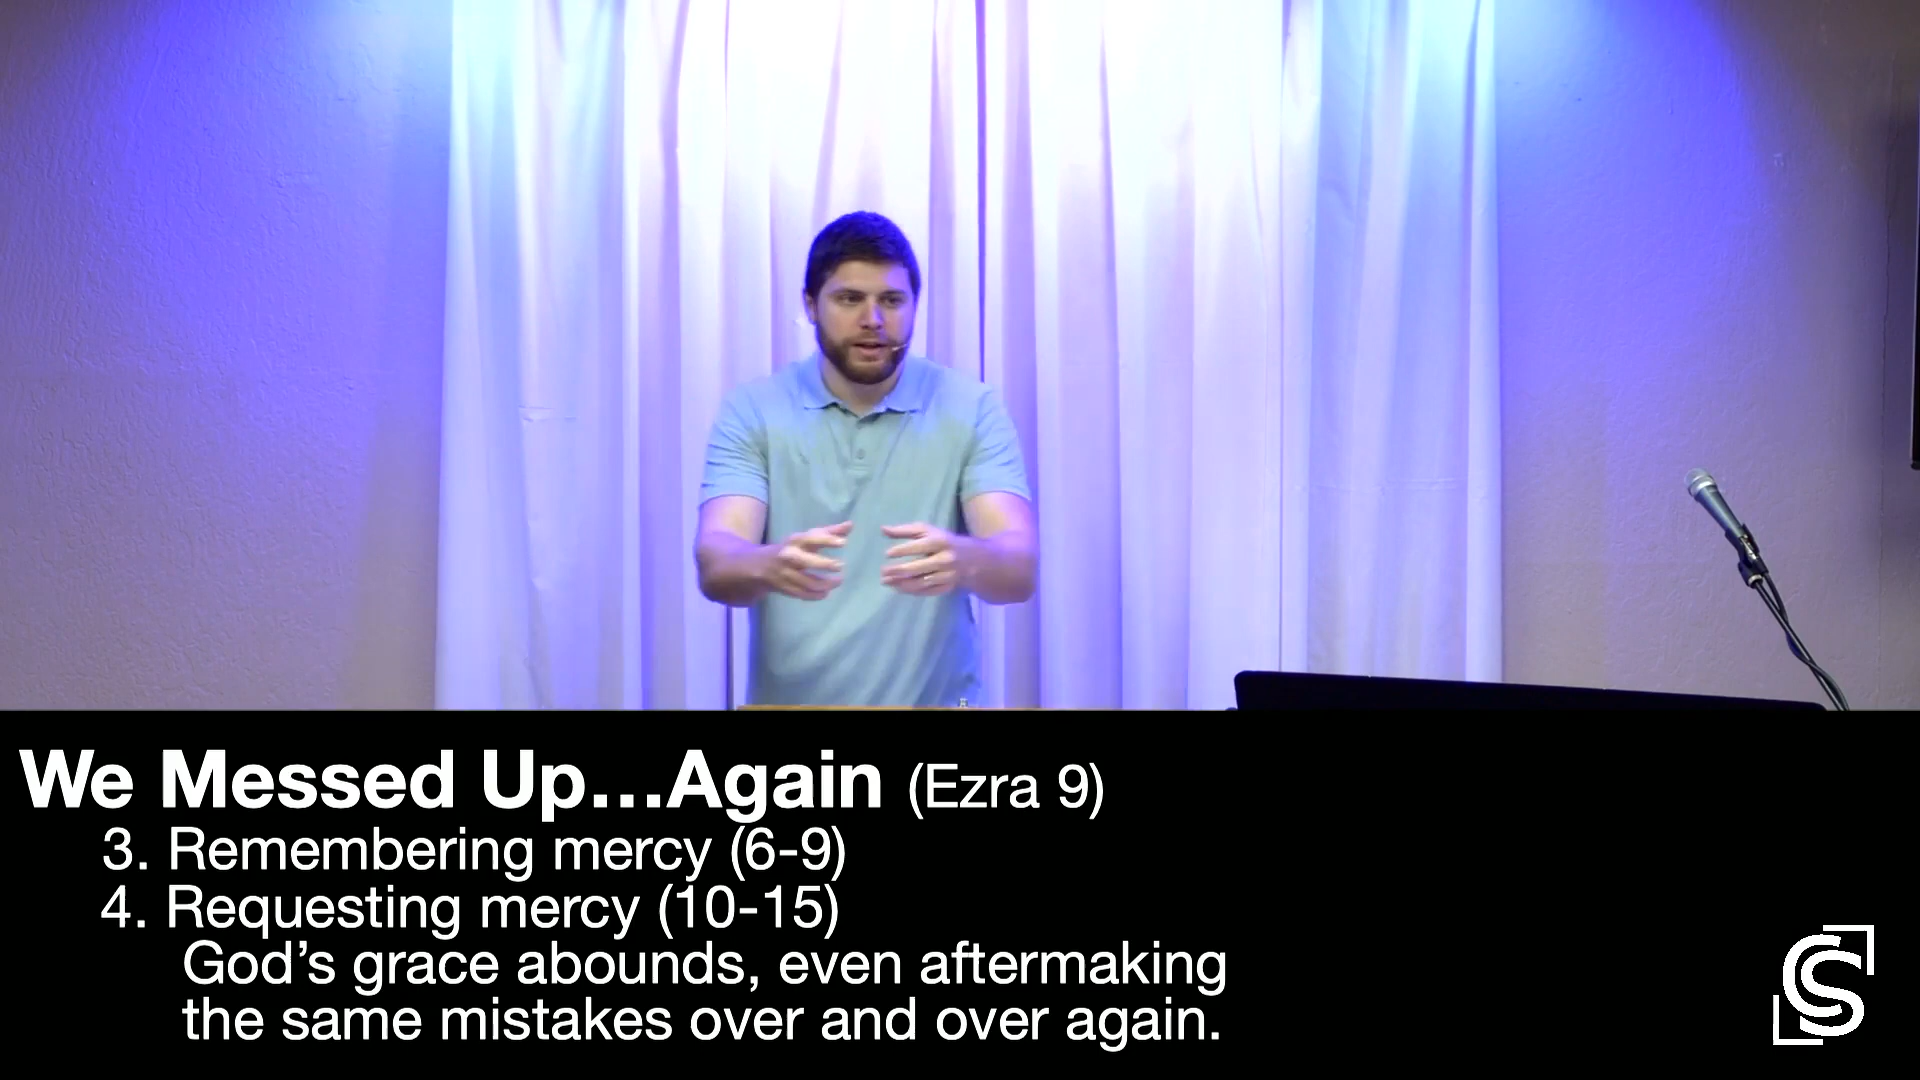 We Messed Up...Again (Ezra 9)
3. Remembering mercy (6-9)
4. Requesting mercy (10-15)
God's grace abounds, even aftermaking
the same mistakes over and over again.